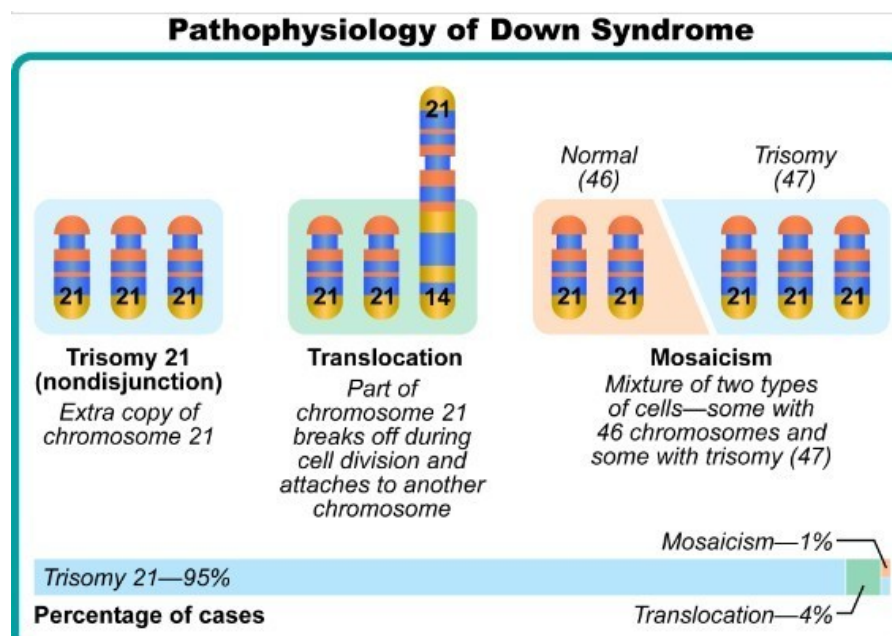 Pathophysiology of Down Syndrome
21
21
21
Trisomy 21
(nondisjunction)
Extra copy of
chromosome 21
21
21
21
14
Translocation
Part of
chromosome 21
breaks off during
cell division and
attaches to another
chromosome
Normal
(46)
Trisomy
(47)
21
21
21
21
21
Mosaicism
Mixture of two types
of cells—some with
46 chromosomes and
some with trisomy (47)
Mosaicism—1%
Trisomy 21—95%
Percentage of cases
Translocation—4%